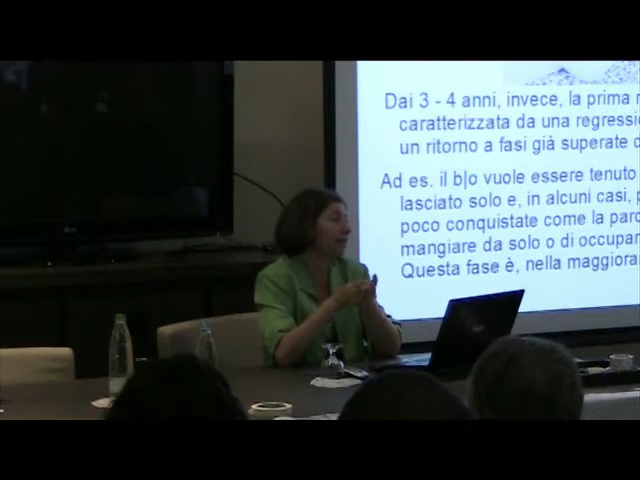 Dai 3 - 4 anni, invece, la prima
caratterizzata da una regressi
un ritorno a fasi già superate
Ad es. il b|o vuole essere tenuto
lasciato solo e, in alcuni casi,
poco conquistate come la paro
mangiare da solo o di occupar
Questa fase è, nella maggiora
LG